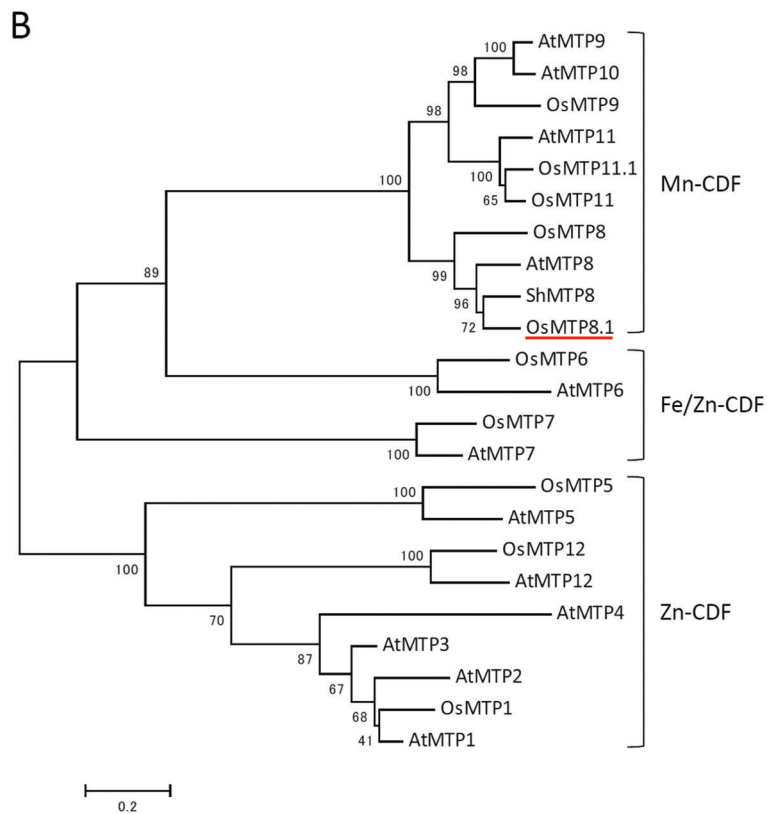 B
100
AtMTP9
98
AtMTP10
98
OsMTP9
AtMTP11
100
OsMTP11.1
65
OsMTP11
100
Mn-CDF
OsMTP8
99
AtMTP8
96
ShMTP8
72
OsMTP8.1
89
OsMTP6
100
AtMTP6
Fe/Zn-CDF
OsMTP7
100
AtMTP7
100
OsMTP5
AtMTP5
100
100
OsMTP12
AtMTP12
70
AtMTP4
Zn-CDF
87
AtMTP3
67
AtMTP2
68
OsMTP1
41
AtMTP1
0.2